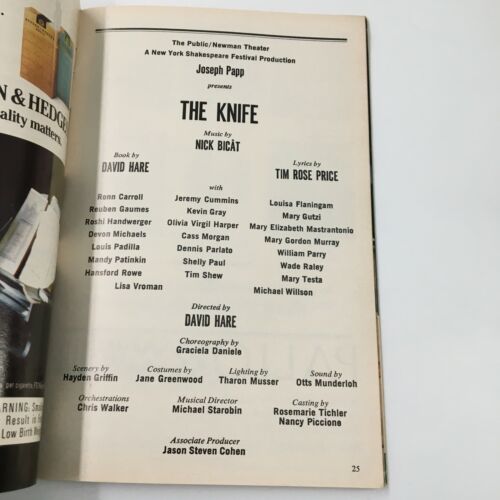 N & HEDGE
ality matters.
per cigarette, FTC
ARNING: Smo
Result in
Low Birth W
The Public/Newman Theater
A New York Shakespeare Festival Production
Joseph Papp
presents
THE KNIFE
Music by
NICK BICÂT
Book by
DAVID HARE
Lyrics by
TIM ROSE PRICE
with
Ronn Carroll
Reuben Gaumes
Roshi Handwerger
Devon Michaels
Louis Padilla
Mandy Patinkin
Hansford Rowe
Lisa Vroman
Jeremy Cummins
Kevin Gray
Olivia Virgil Harper
Cass Morgan
Dennis Parlato
Shelly Paul
Tim Shew
Louisa Flaningam
Mary Gutzi
Mary Elizabeth Mastrantonio
Mary Gordon Murray
William Parry
Wade Raley
Mary Testa
Michael Willson
Directed by
DAVID HARE
Choreography by
Graciela Daniele
Scenery by
Hayden Griffin
Costumes by
Jane Greenwood
Lighting by
Tharon Musser
Sound by
Otts Munderloh
Orchestrations
Chris Walker
Musical Director
Michael Starobin
Casting by
Rosemarie Tichler
Nancy Piccione
Associate Producer
Jason Steven Cohen
25